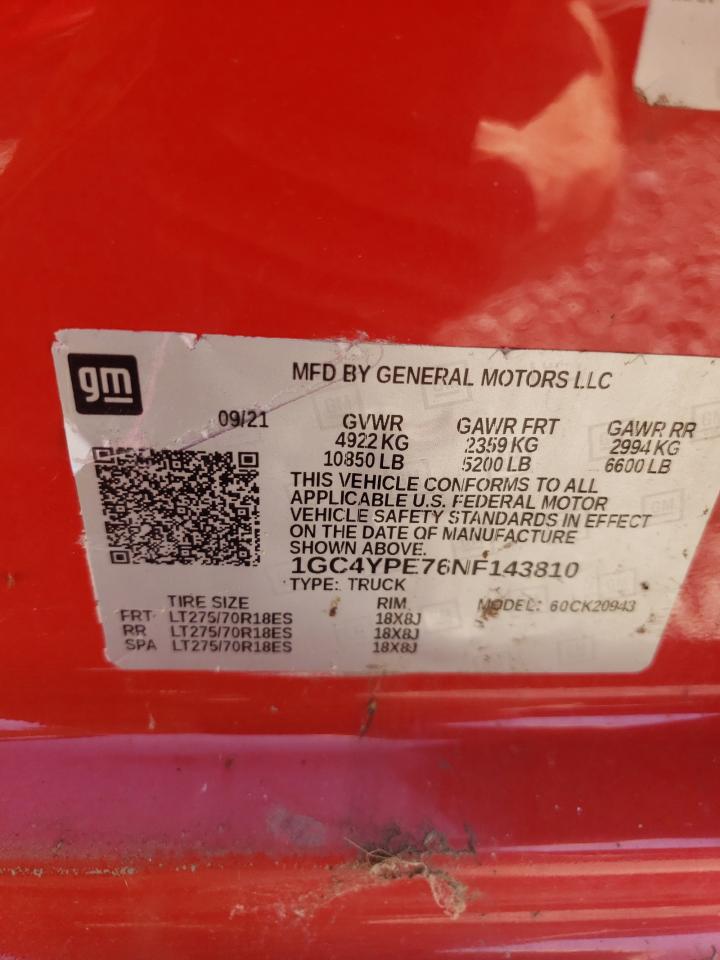 gm
MFD BY GENERAL MOTORS LLC
09/21
GVWR GAWR FRT GAWR RR
4922 KG 2359 KG 2994 KG
10850 LB 5200 LB 6600 LB
THIS VEHICLE CONFORMS TO ALL
APPLICABLE U.S. FEDERAL MOTOR
VEHICLE SAFETY STANDARDS IN EFFECT
ON THE DATE OF MANUFACTURE
SHOWN ABOVE.
1GC4YPE76NF143810
TYPE: TRUCK
TIRE SIZE RIM MODEL: 60CK20943
FRT LT275/70R18ES 18X8J
RR LT275/70R18ES 18X8J
SPA LT275/70R18ES 18X8J